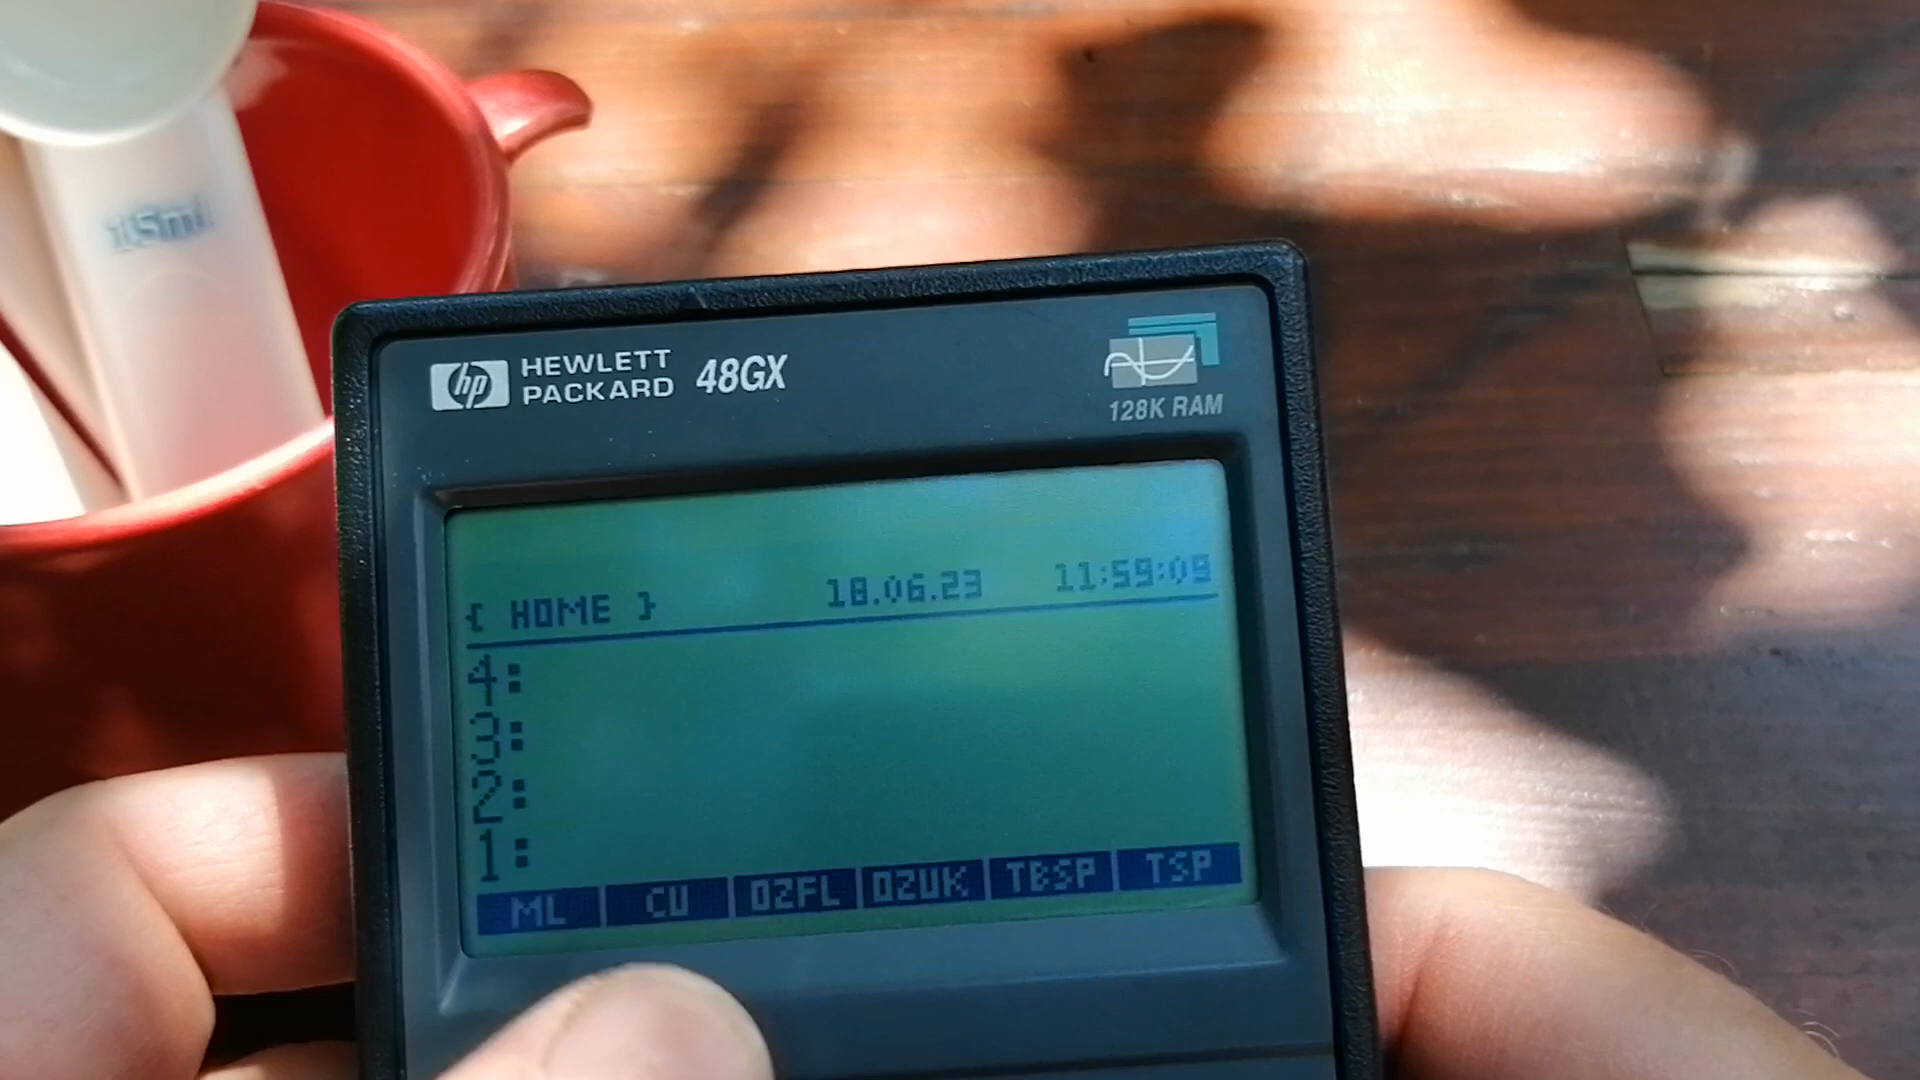 15ml
hp HEWLETT PACKARD 48GX
128K RAM
{ HOME } 18.06.23 11:59:09
4:
3:
2:
1:
ML CU OZFL OZUK TBSP TSP